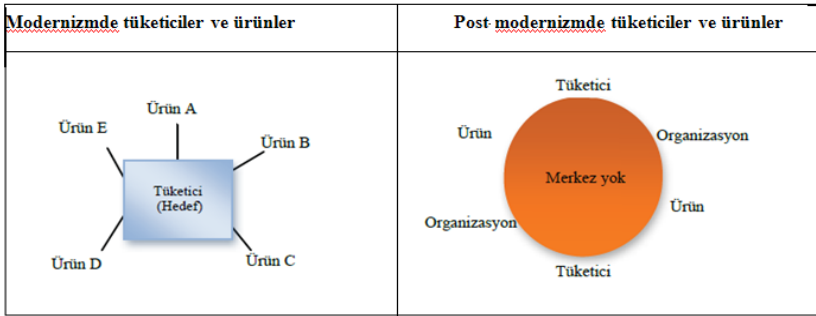 Modernizmde tüketiciler ve ürünler
Post modernizmde tüketiciler ve ürünler
Ürün A
Ürün E
Ürün B
Tüketici
(Hedef)
Ürün D
Ürün C
Tüketici
Ürün
Organizasyon
Merkez yok
Ürün
Organizasyon
Tüketici